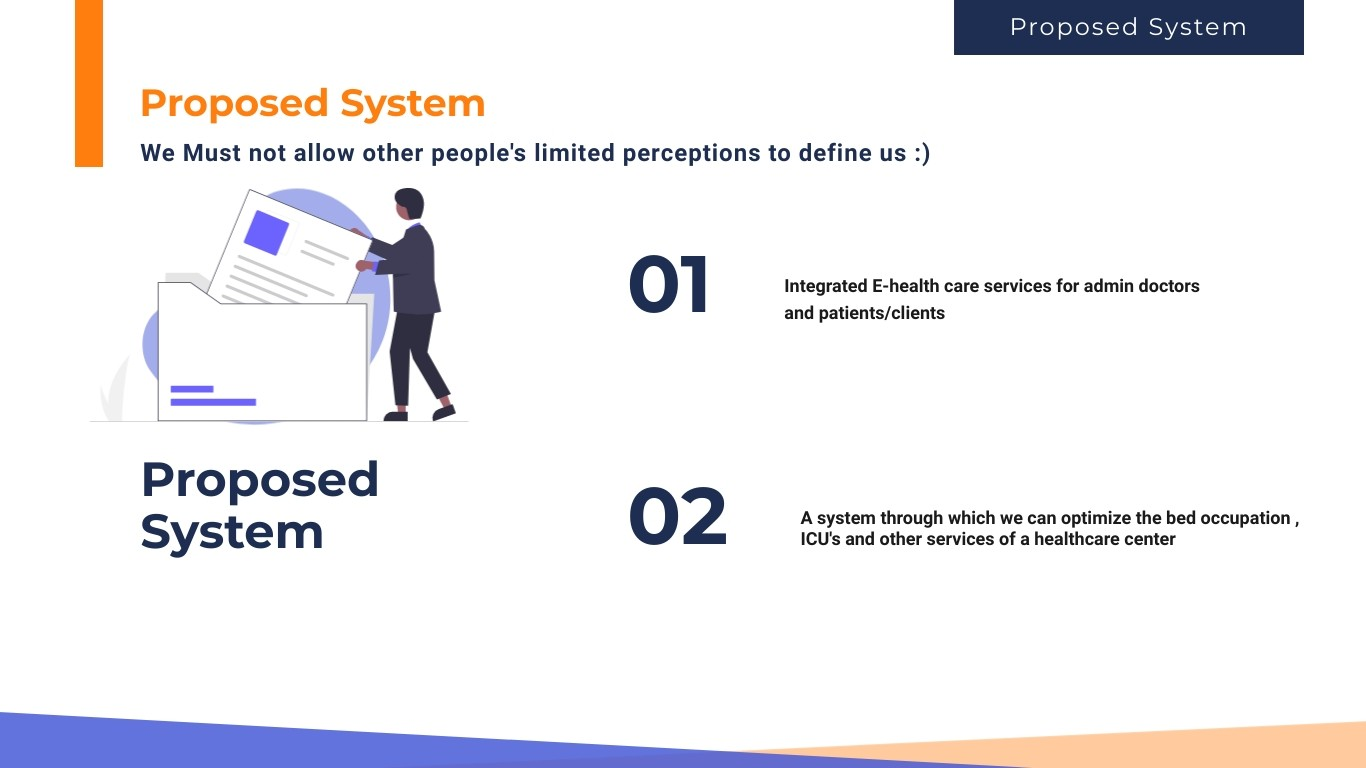 Proposed System
Proposed System
We Must not allow other people's limited perceptions to define us :)
01
Integrated E-health care services for admin doctors
and patients/clients
Proposed
System
02
A system through which we can optimize the bed occupation ,
ICU's and other services of a healthcare center